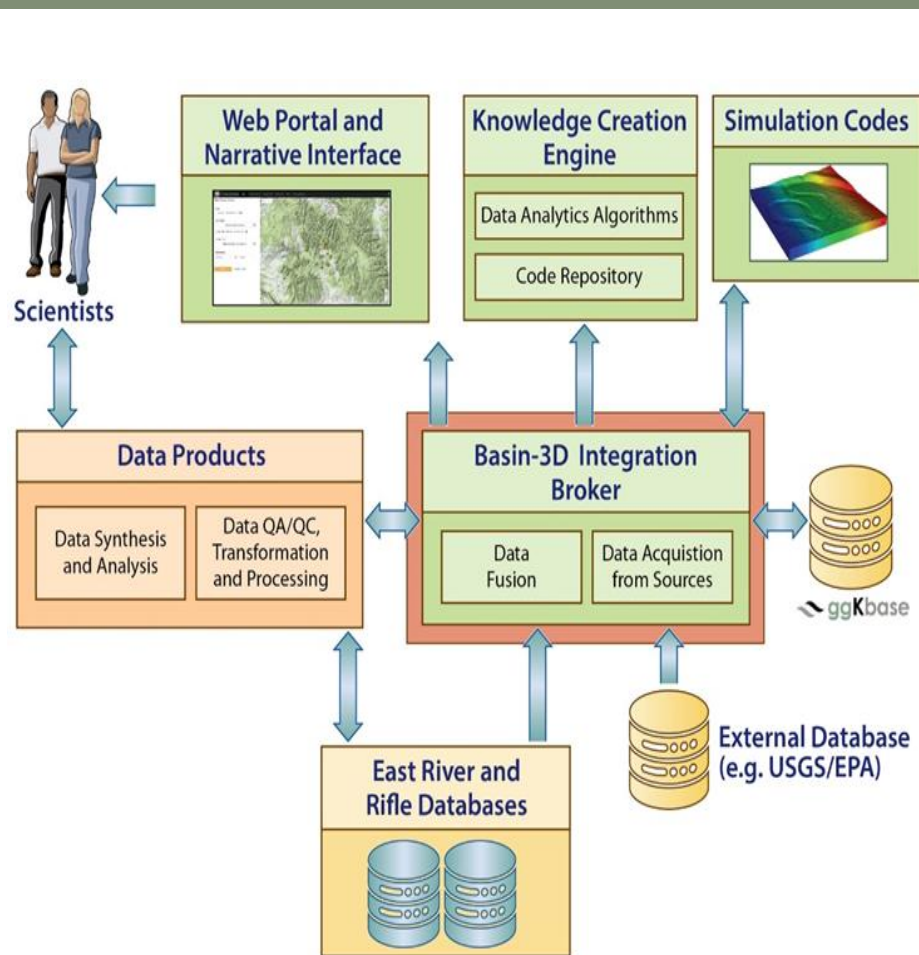 Web Portal and
Narrative Interface
Knowledge Creation
Engine
Data Analytics Algorithms
Code Repository
Simulation Codes
Scientists
Data Products
Data Synthesis
and Analysis
Data QA/QC,
Transformation
and Processing
Basin-3D Integration
Broker
Data
Fusion
Data Acquistion
from Sources
ggKbase
External Database
(e.g. USGS/EPA)
East River and
Rifle Databases